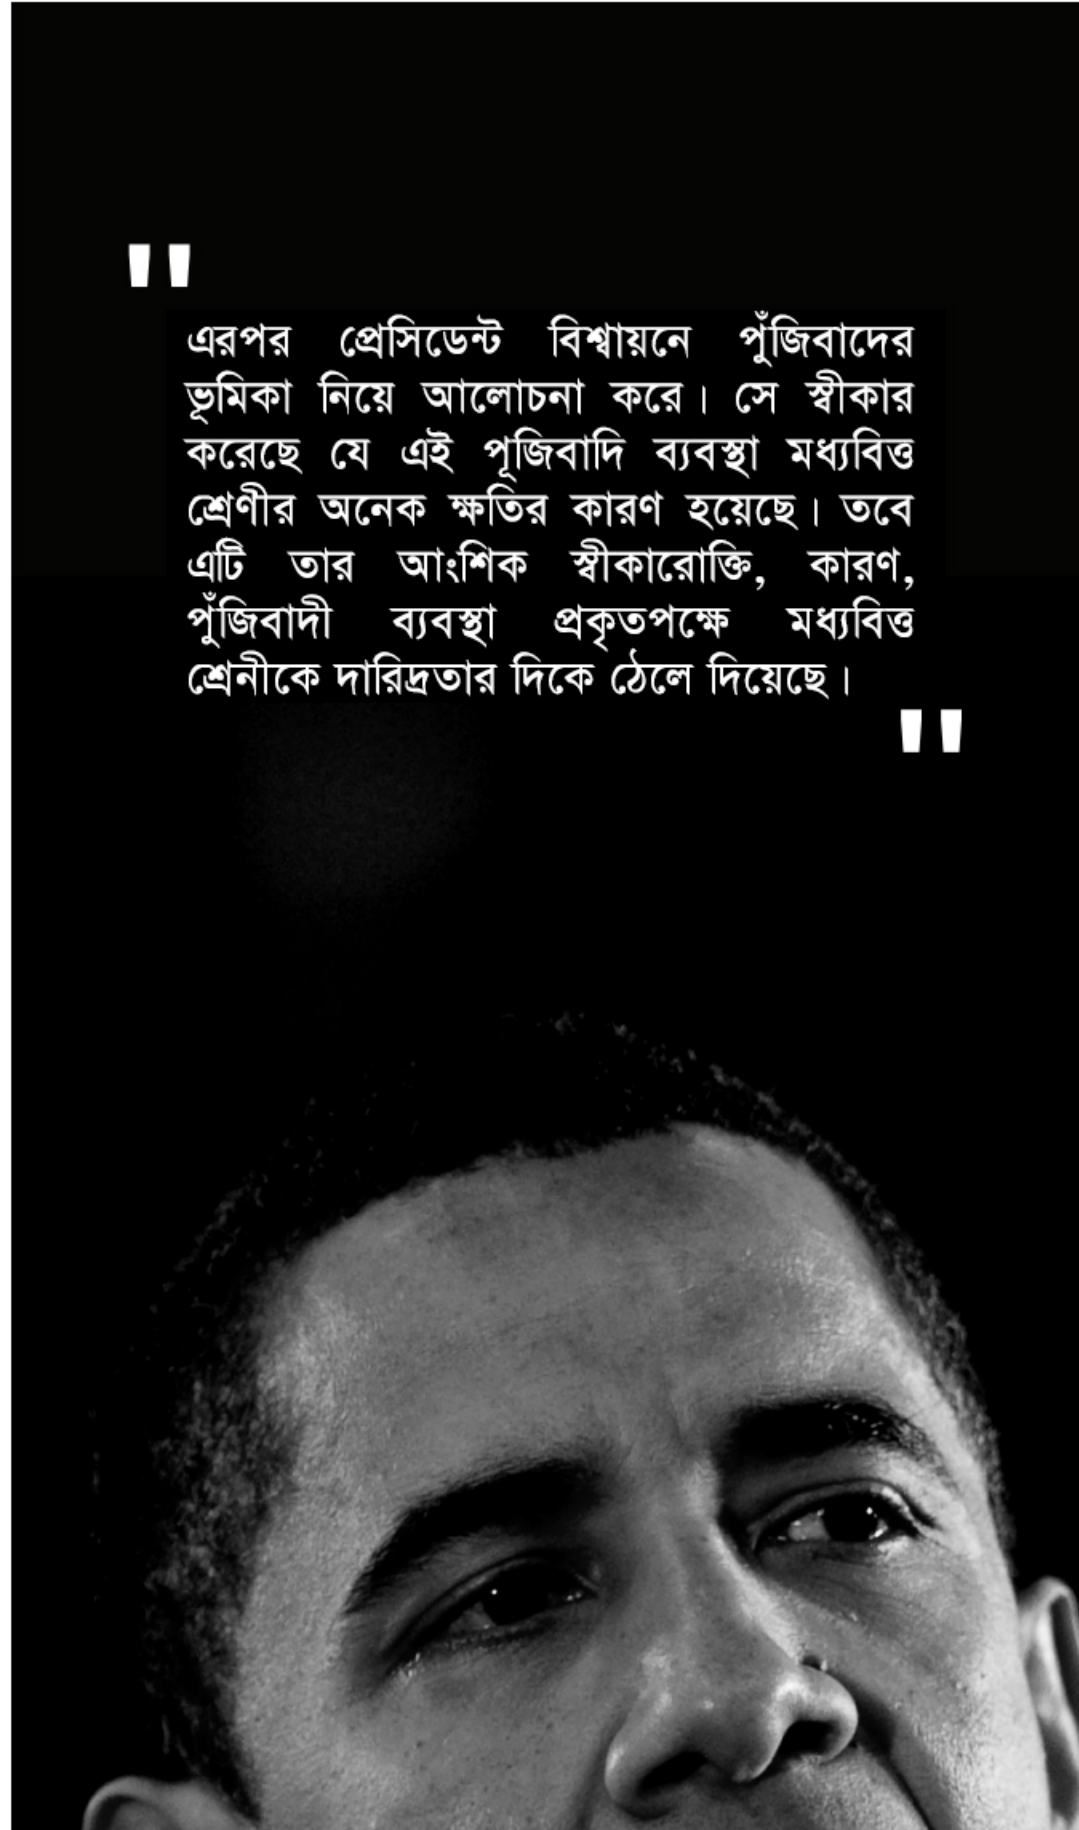 "
এরপর প্রেসিডেন্ট বিশ্বায়নে পুঁজিবাদের
ভূমিকা নিয়ে আলোচনা করে। সে স্বীকার
করেছে যে এই পূজিবাদি ব্যবস্থা মধ্যবিত্ত
শ্রেণীর অনেক ক্ষতির কারণ হয়েছে। তবে
এটি তার আংশিক স্বীকারোক্তি, কারণ,
পুঁজিবাদী ব্যবস্থা প্রকৃতপক্ষে মধ্যবিত্ত
শ্রেনীকে দারিদ্রতার দিকে ঠেলে দিয়েছে।
"